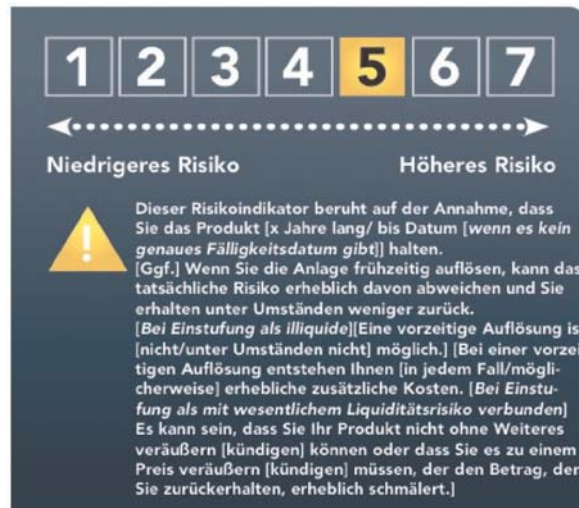 1 2 3 4 5 6 7
Niedrigeres Risiko Höheres Risiko
!
Dieser Risikoindikator beruht auf der Annahme, dass
Sie das Produkt [x Jahre lang/ bis Datum [wenn es kein
genaues Fälligkeitsdatum gibt]] halten.
[Ggf.] Wenn Sie die Anlage frühzeitig auflösen, kann das
tatsächliche Risiko erheblich davon abweichen und Sie
erhalten unter Umständen weniger zurück.
[Bei Einstufung als illiquide][Eine vorzeitige Auflösung is
[nicht/unter Umständen nicht] möglich.] [Bei einer vorzei
tigen Auflösung entstehen Ihnen [in jedem Fall/mögli-
cherweise] erhebliche zusätzliche Kosten. [Bei Einstu-
fung als mit wesentlichem Liquiditätsrisiko verbunden]
Es kann sein, dass Sie Ihr Produkt nicht ohne Weiteres
veräußern [kündigen] können oder dass Sie es zu einem
Preis veräußern [kündigen] müssen, der den Betrag, den
Sie zurückerhalten, erheblich schmälert.]